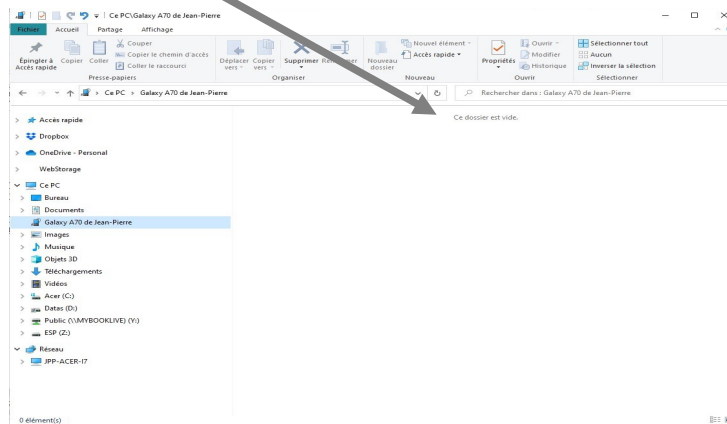 Ce PC\Galaxy A70 de Jean-Pierre
Fichier Accueil Partage Affichage
Épingler à Accès rapide
Copier
Coller
Couper
Copier le chemin d'accès
Coller le raccourci
Presse-papiers
Déplacer vers
Copier vers
Supprimer
Renommer
Organiser
Nouveau dossier
Nouvel élément
Accès rapide
Nouveau
Propriétés
Ouvrir
Modifier
Historique
Ouvrir
Sélectionner tout
Aucun
Inverser la sélection
Sélectionner
Ce PC > Galaxy A70 de Jean-Pierre
Rechercher dans : Galaxy A70 de Jean-Pierre
Accès rapide
Dropbox
OneDrive - Personal
WebStorage
Ce PC
Bureau
Documents
Galaxy A70 de Jean-Pierre
Images
Musique
Objets 3D
Téléchargements
Vidéos
Acer (C:)
Datas (D:)
Public (\\MYBOOKLIVE) (Y:)
ESP (Z:)
Réseau
JPP-ACER-I7
Ce dossier est vide.
0 élément(s)